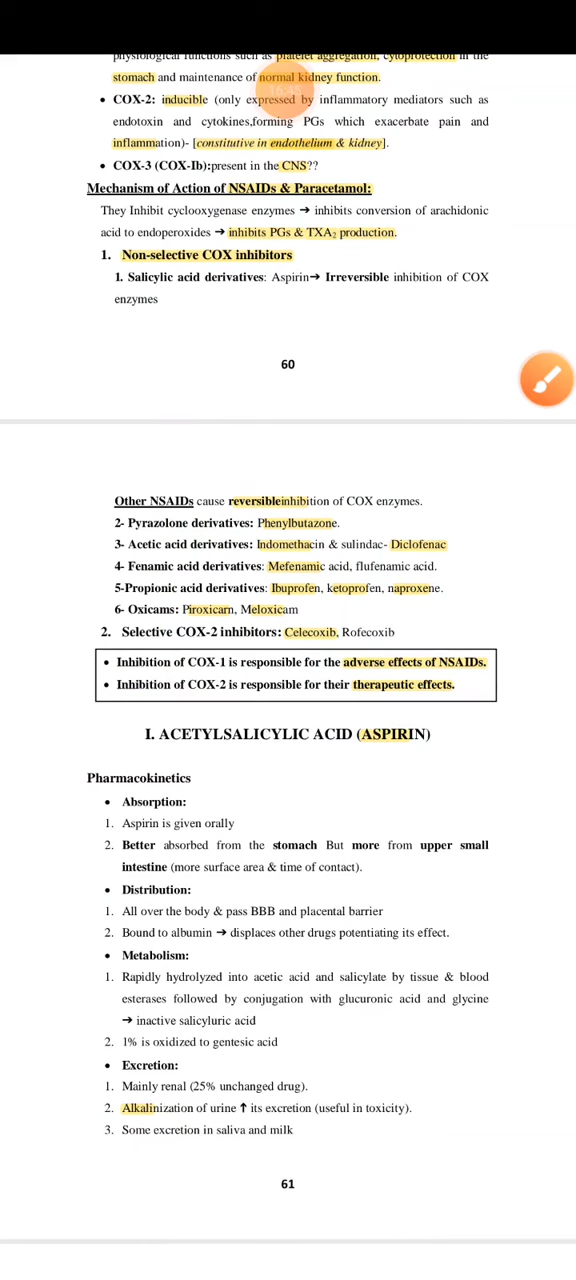 physiological functions such as platelet aggregation, cytoprotection in the
stomach and maintenance of normal kidney function.
16:45
• COX-2: inducible (only expressed by inflammatory mediators such as
endotoxin and cytokines,forming PGs which exacerbate pain and
inflammation)- [constitutive in endothelium & kidney].
• COX-3 (COX-Ib):present in the CNS??
Mechanism of Action of NSAIDs & Paracetamol:
They Inhibit cyclooxygenase enzymes ➔ inhibits conversion of arachidonic
acid to endoperoxides ➔ inhibits PGs & TXA₂ production.
1. Non-selective COX inhibitors
1. Salicylic acid derivatives: Aspirin➔ Irreversible inhibition of COX
enzymes
60
Other NSAIDs cause reversibleinhibition of COX enzymes.
2- Pyrazolone derivatives: Phenylbutazone.
3- Acetic acid derivatives: Indomethacin & sulindac- Diclofenac
4- Fenamic acid derivatives: Mefenamic acid, flufenamic acid.
5-Propionic acid derivatives: Ibuprofen, ketoprofen, naproxene.
6- Oxicams: Piroxicarn, Meloxicam
2. Selective COX-2 inhibitors: Celecoxib, Rofecoxib
• Inhibition of COX-1 is responsible for the adverse effects of NSAIDs.
• Inhibition of COX-2 is responsible for their therapeutic effects.
I. ACETYLSALICYLIC ACID (ASPIRIN)
Pharmacokinetics
• Absorption:
1. Aspirin is given orally
2. Better absorbed from the stomach But more from upper small
intestine (more surface area & time of contact).
• Distribution:
1. All over the body & pass BBB and placental barrier
2. Bound to albumin ➔ displaces other drugs potentiating its effect.
• Metabolism:
1. Rapidly hydrolyzed into acetic acid and salicylate by tissue & blood
esterases followed by conjugation with glucuronic acid and glycine
➔ inactive salicyluric acid
2. 1% is oxidized to gentesic acid
• Excretion:
1. Mainly renal (25% unchanged drug).
2. Alkalinization of urine ↑ its excretion (useful in toxicity).
3. Some excretion in saliva and milk
61